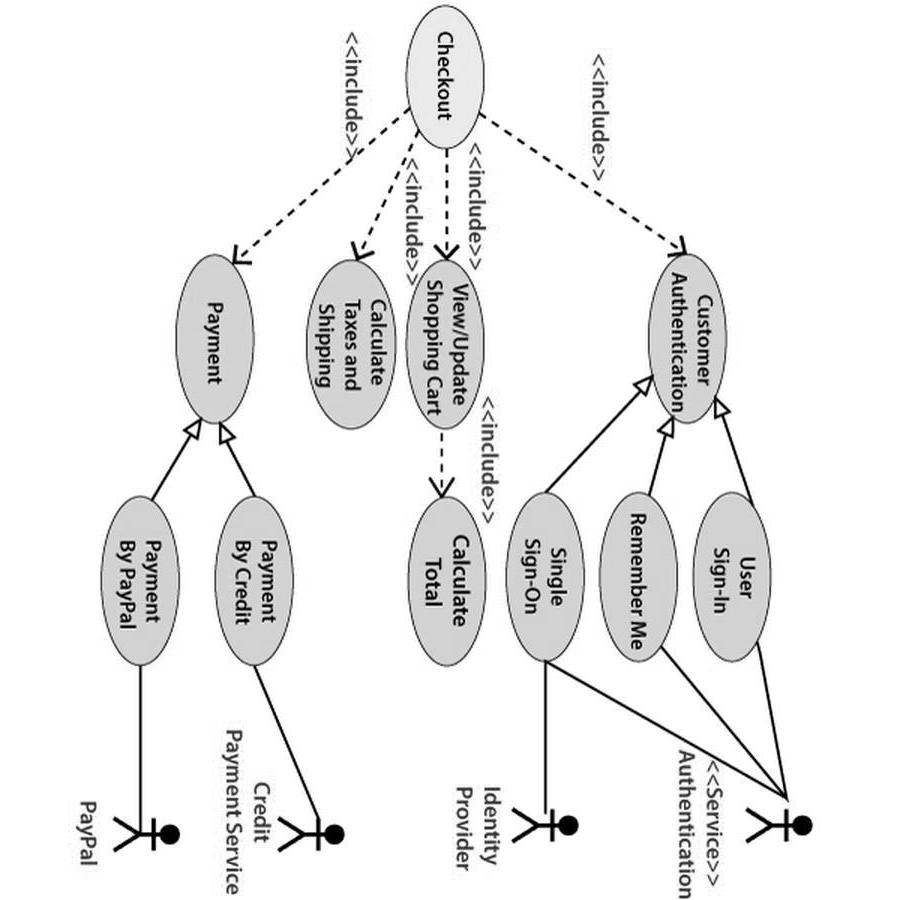 <<include>>
Customer
Authentication
User
Sign-In
<<Service>>
Authentication
Remember Me
Single
Sign-On
Identity
Provider
Checkout
<<include>>
View/Update
Shopping Cart
<<include>>
Calculate
Total
<<include>>
Calculate
Taxes and
Shipping
<<include>>
Payment
Payment
By Credit
Credit
Payment Service
Payment
By PayPal
PayPal